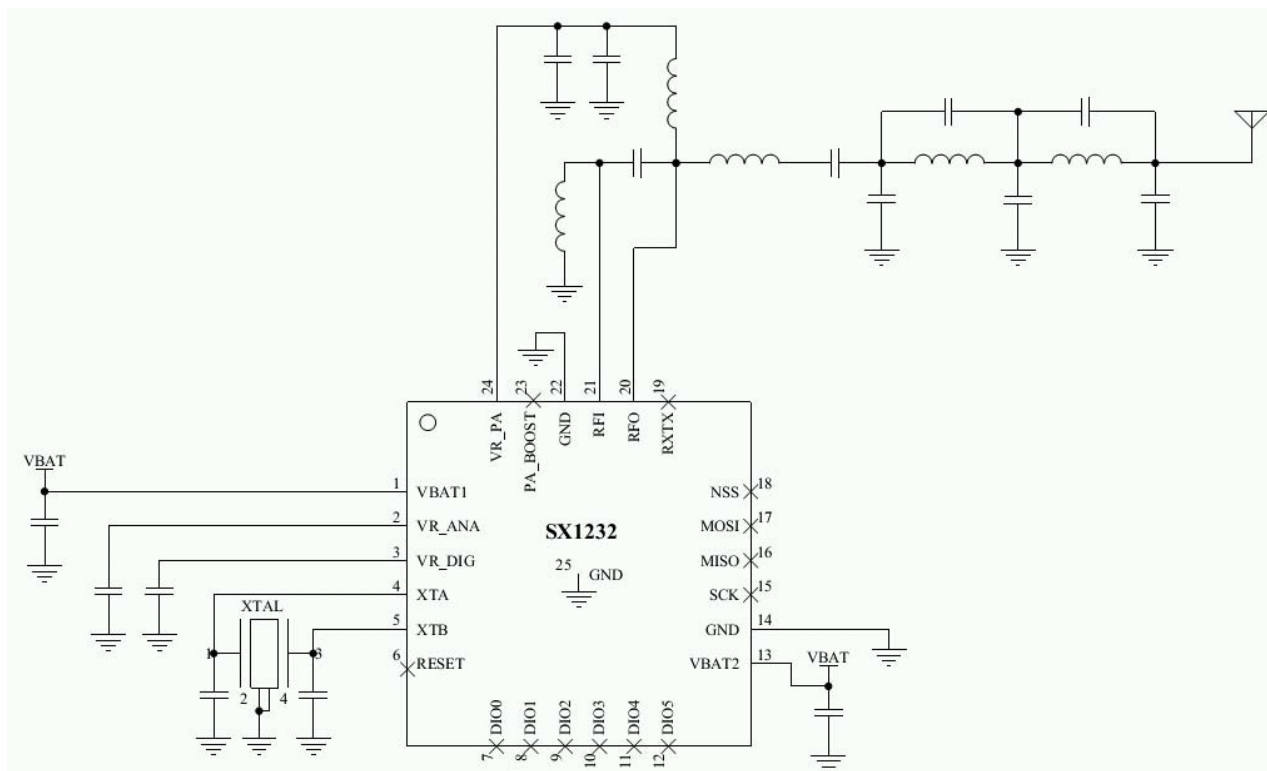 24
23
22
21
20
19
VR_PA
PA_BOOST
GND
RFI
RFO
RXTX
VBAT
1
VBAT1
2
VR_ANA
3
VR_DIG
4
XTA
5
XTB
6
RESET
XTAL
1
3
2
4
SX1232
25
GND
NSS
18
MOSI
17
MISO
16
SCK
15
GND
14
VBAT2
13
VBAT
DIO0
DIO1
DIO2
DIO3
DIO4
DIO5
7
8
9
10
11
12